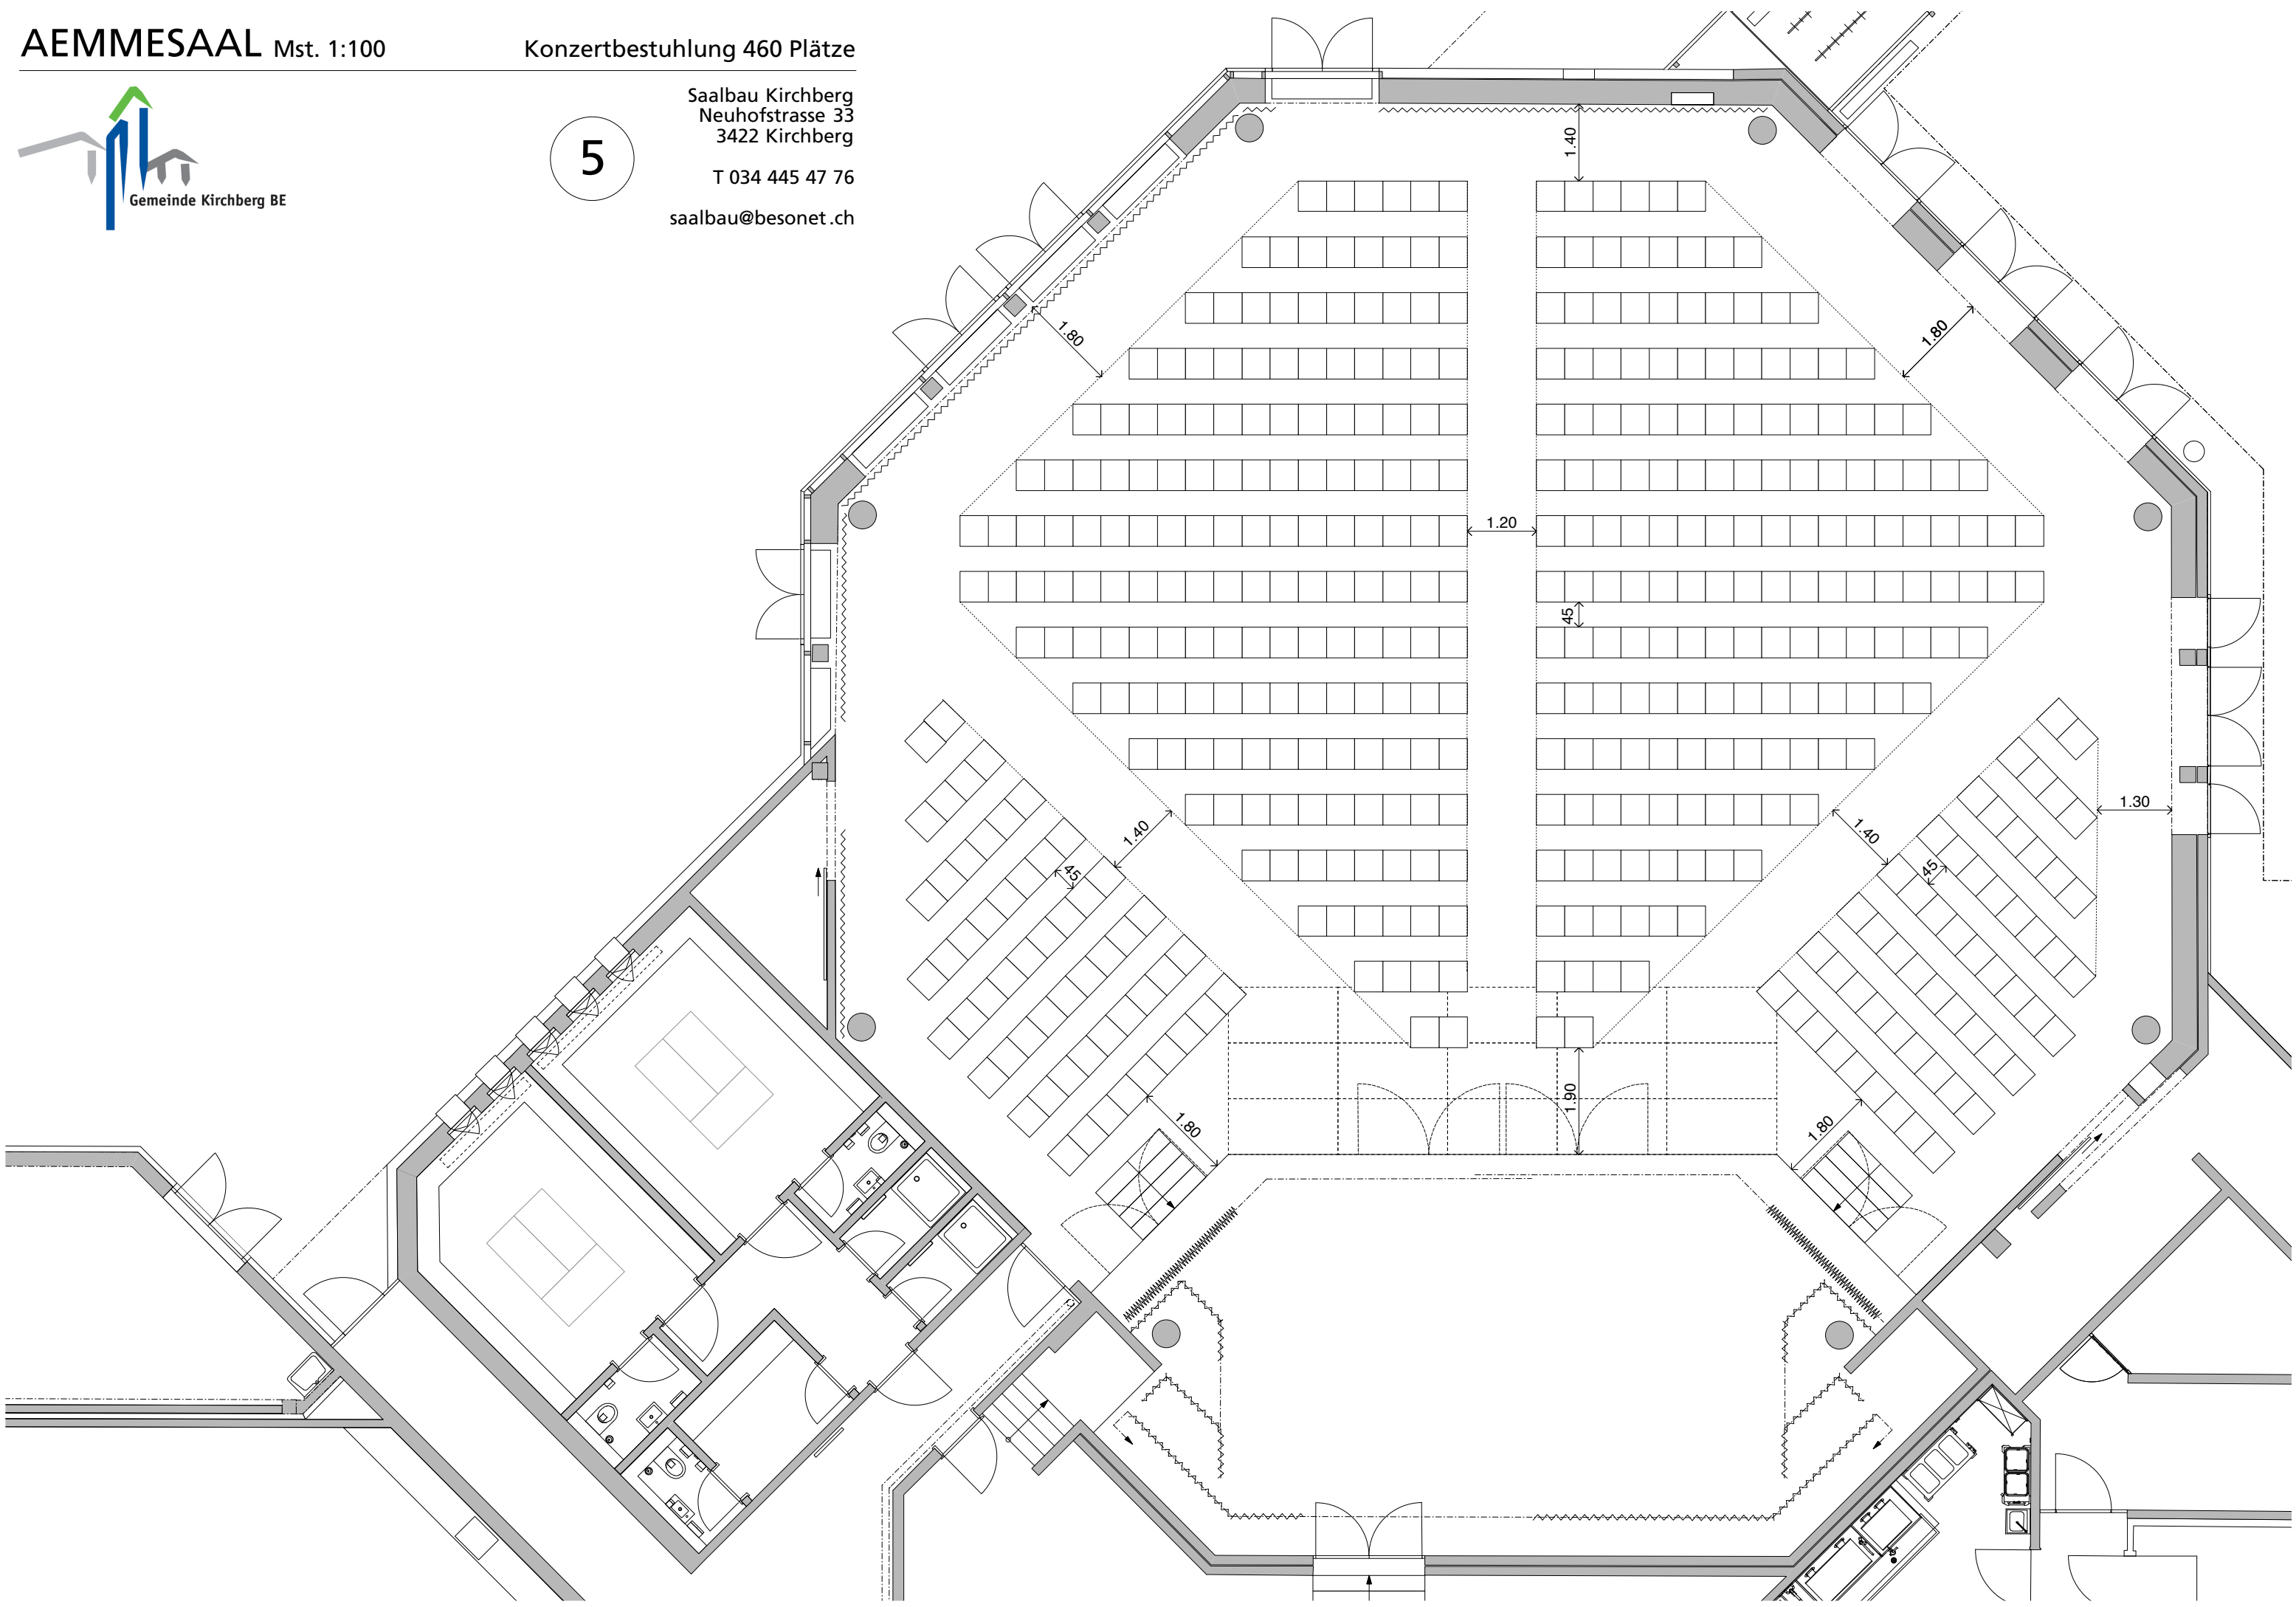 AEMMESAAL Mst. 1:100
Konzertbestuhlung 460 Plätze
Gemeinde Kirchberg BE
5
Saalbau Kirchberg
Neuhofstrasse 33
3422 Kirchberg
T 034 445 47 76
saalbau@besonet.ch
1.40
1.80
1.80
1.20
45
1.30
1.40
1.40
45
45
1.90
1.80
1.80